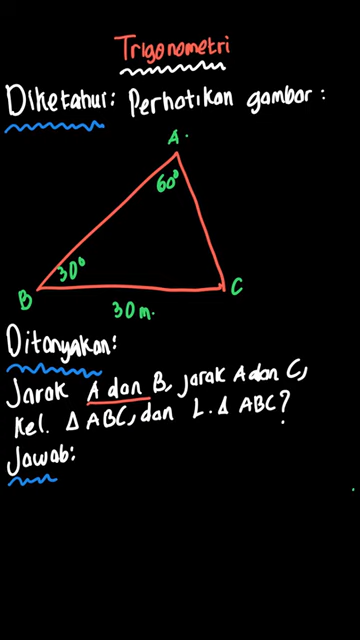 Trigonometri
Diketahui: Perhatikan gambar:
A
60°
30°
B
C
30 m.
Ditanyakan:
Jarak A dan B, jarak A dan C,
Kel. Δ ABC, dan L. Δ ABC?
Jawab: